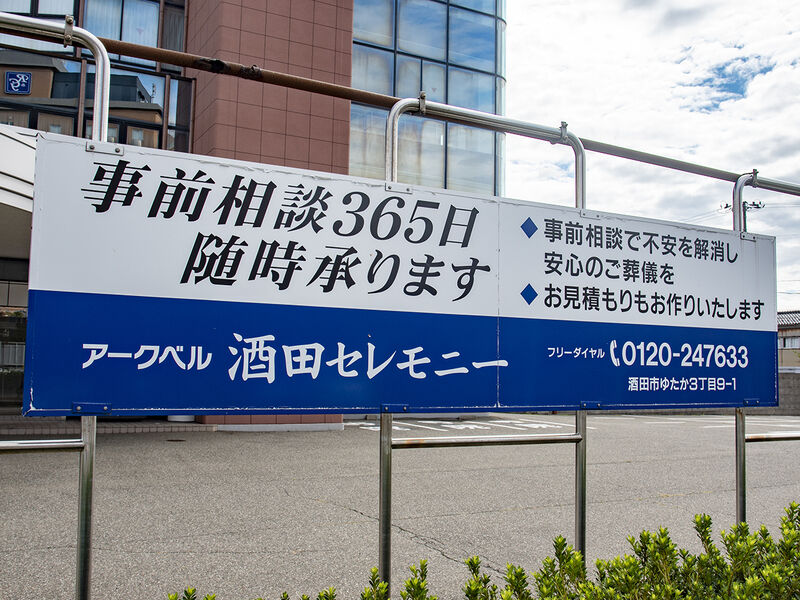 事前相談365日
随時承ります
◆事前相談で不安を解消し
安心のご葬儀を
◆お見積もりもお作りいたします
アークベル 酒田セレモニー
フリーダイヤル 0120-247633
酒田市ゆたか3丁目9-1